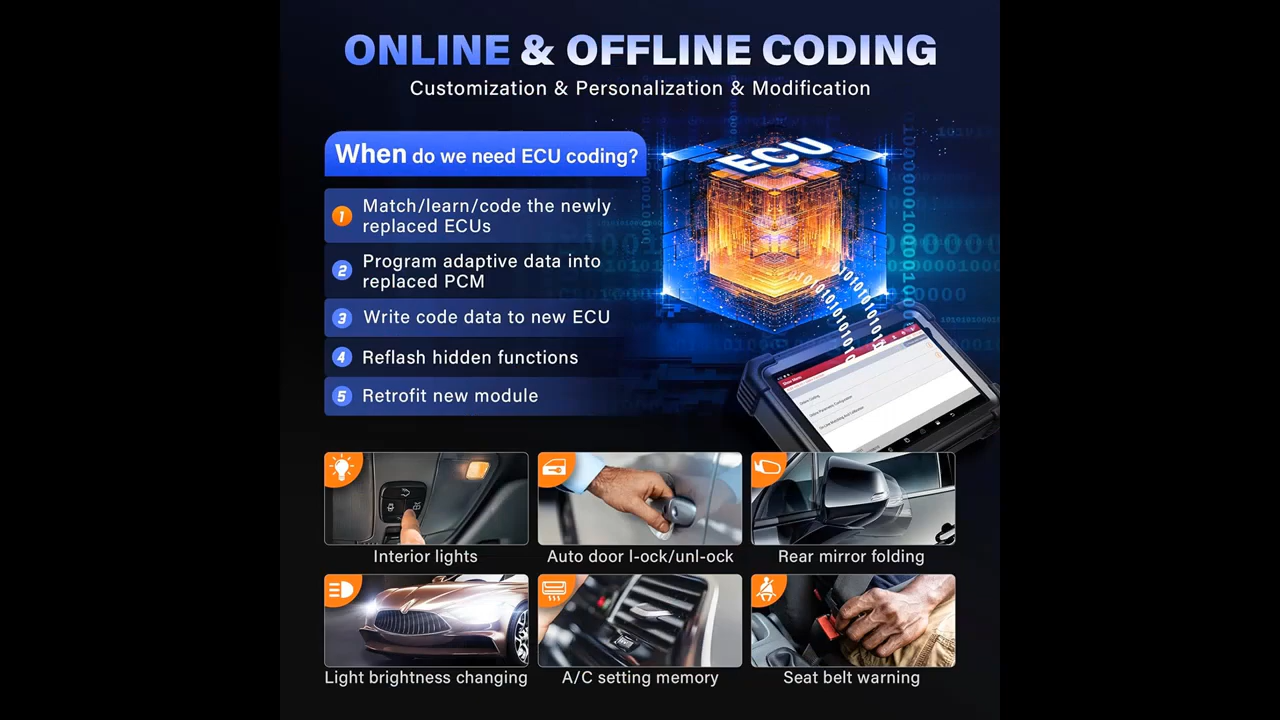 ONLINE & OFFLINE CODING
Customization & Personalization & Modification
When do we need ECU coding?
ECU
1 Match/learn/code the newly
replaced ECUs
2 Program adaptive data into
replaced PCM
3 Write code data to new ECU
4 Reflash hidden functions
5 Retrofit new module
Online Coding
Interior lights
Auto door l-ock/unl-ock
Rear mirror folding
Light brightness changing
A/C setting memory
Seat belt warning